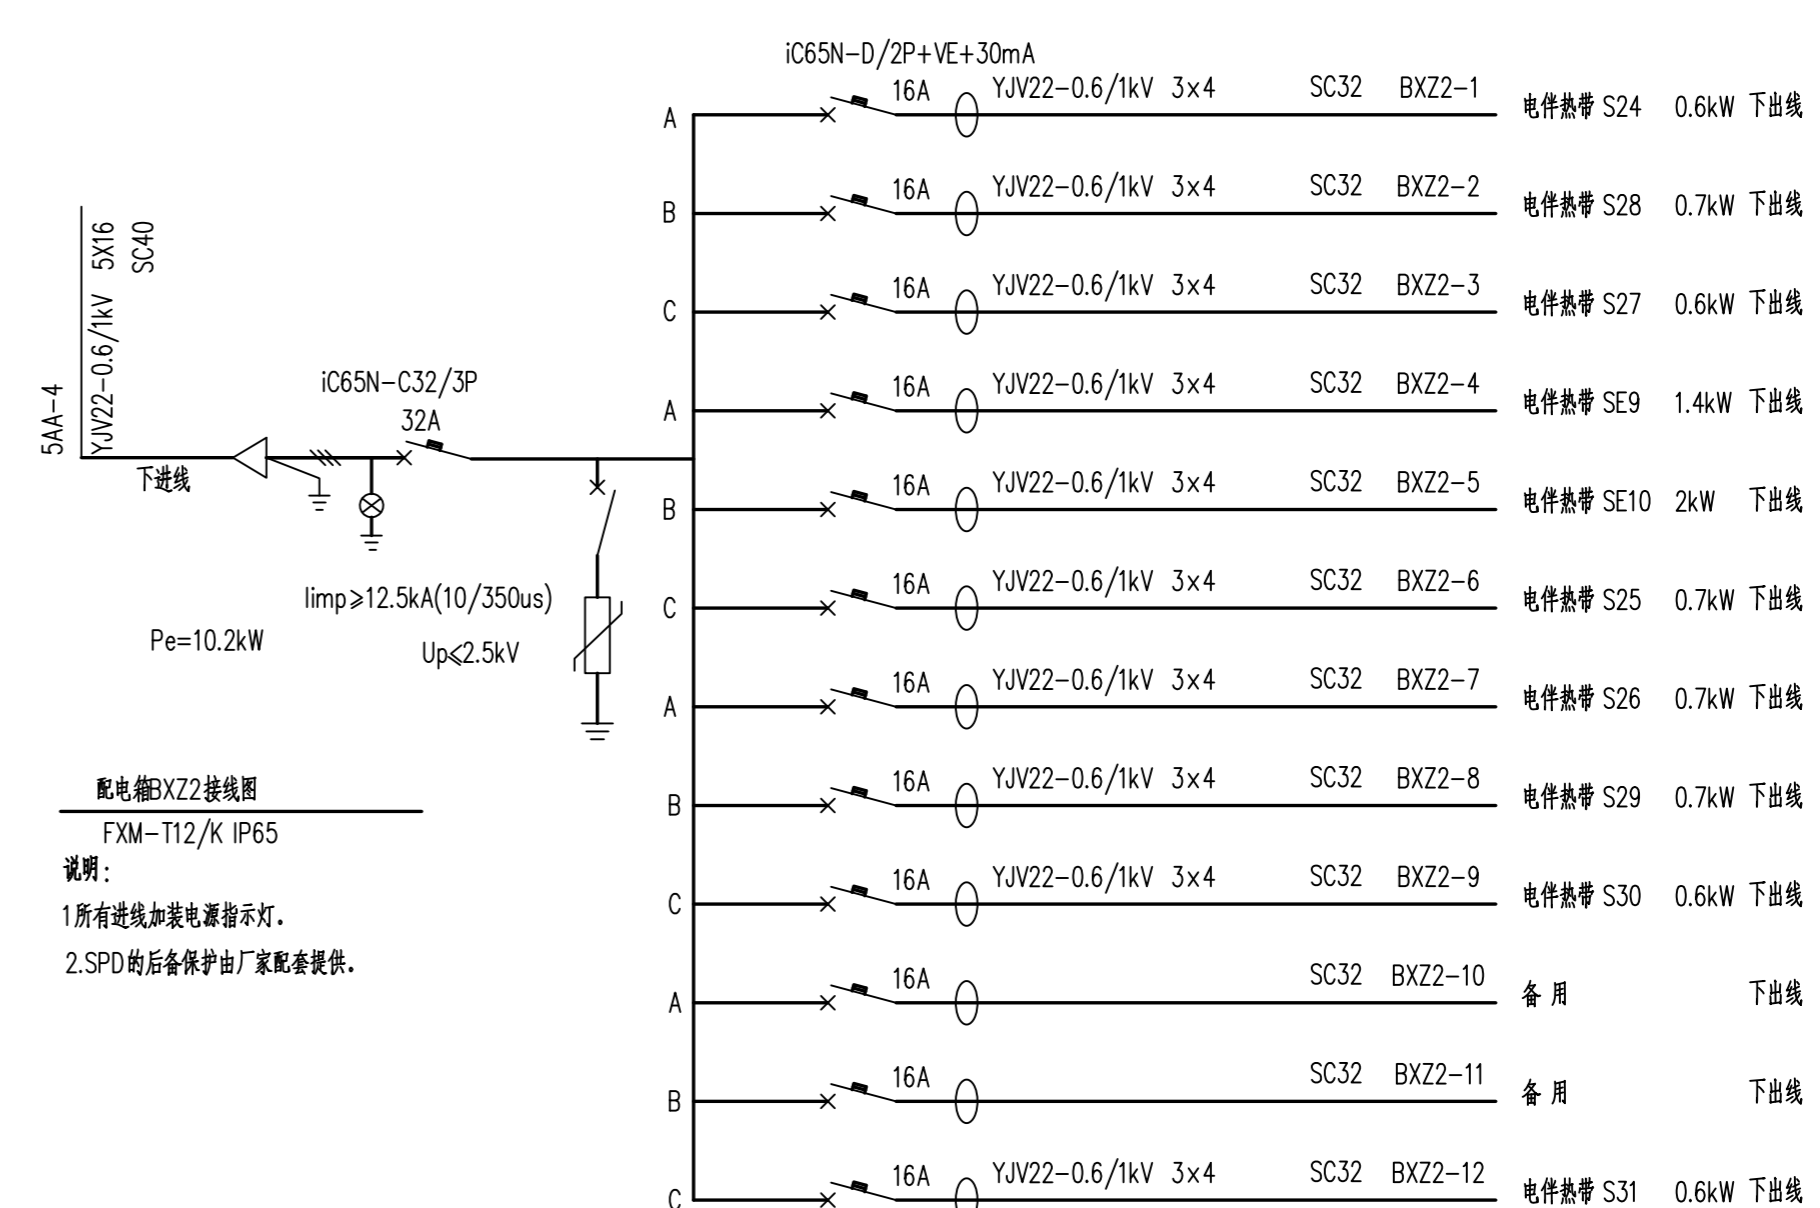 iC65N-D/2P+VE+30mA
A 16A YJV22-0.6/1kV 3x4 SC32 BXZ2-1 电伴热带 S24 0.6kW 下出线
B 16A YJV22-0.6/1kV 3x4 SC32 BXZ2-2 电伴热带 S28 0.7kW 下出线
C 16A YJV22-0.6/1kV 3x4 SC32 BXZ2-3 电伴热带 S27 0.6kW 下出线
A 16A YJV22-0.6/1kV 3x4 SC32 BXZ2-4 电伴热带 SE9 1.4kW 下出线
B 16A YJV22-0.6/1kV 3x4 SC32 BXZ2-5 电伴热带 SE10 2kW 下出线
C 16A YJV22-0.6/1kV 3x4 SC32 BXZ2-6 电伴热带 S25 0.7kW 下出线
A 16A YJV22-0.6/1kV 3x4 SC32 BXZ2-7 电伴热带 S26 0.7kW 下出线
B 16A YJV22-0.6/1kV 3x4 SC32 BXZ2-8 电伴热带 S29 0.7kW 下出线
C 16A YJV22-0.6/1kV 3x4 SC32 BXZ2-9 电伴热带 S30 0.6kW 下出线
A 16A SC32 BXZ2-10 备用 下出线
B 16A SC32 BXZ2-11 备用 下出线
C 16A YJV22-0.6/1kV 3x4 SC32 BXZ2-12 电伴热带 S31 0.6kW 下出线
5AA-4
YJV22-0.6/1kV 5X16
SC40
下进线
iC65N-C32/3P
32A
Iimp≥12.5kA(10/350us)
Up≤2.5kV
Pe=10.2kW
配电箱BXZ2接线图
FXM-T12/K IP65
说明:
1所有进线加装电源指示灯.
2.SPD的后备保护由厂家配套提供.